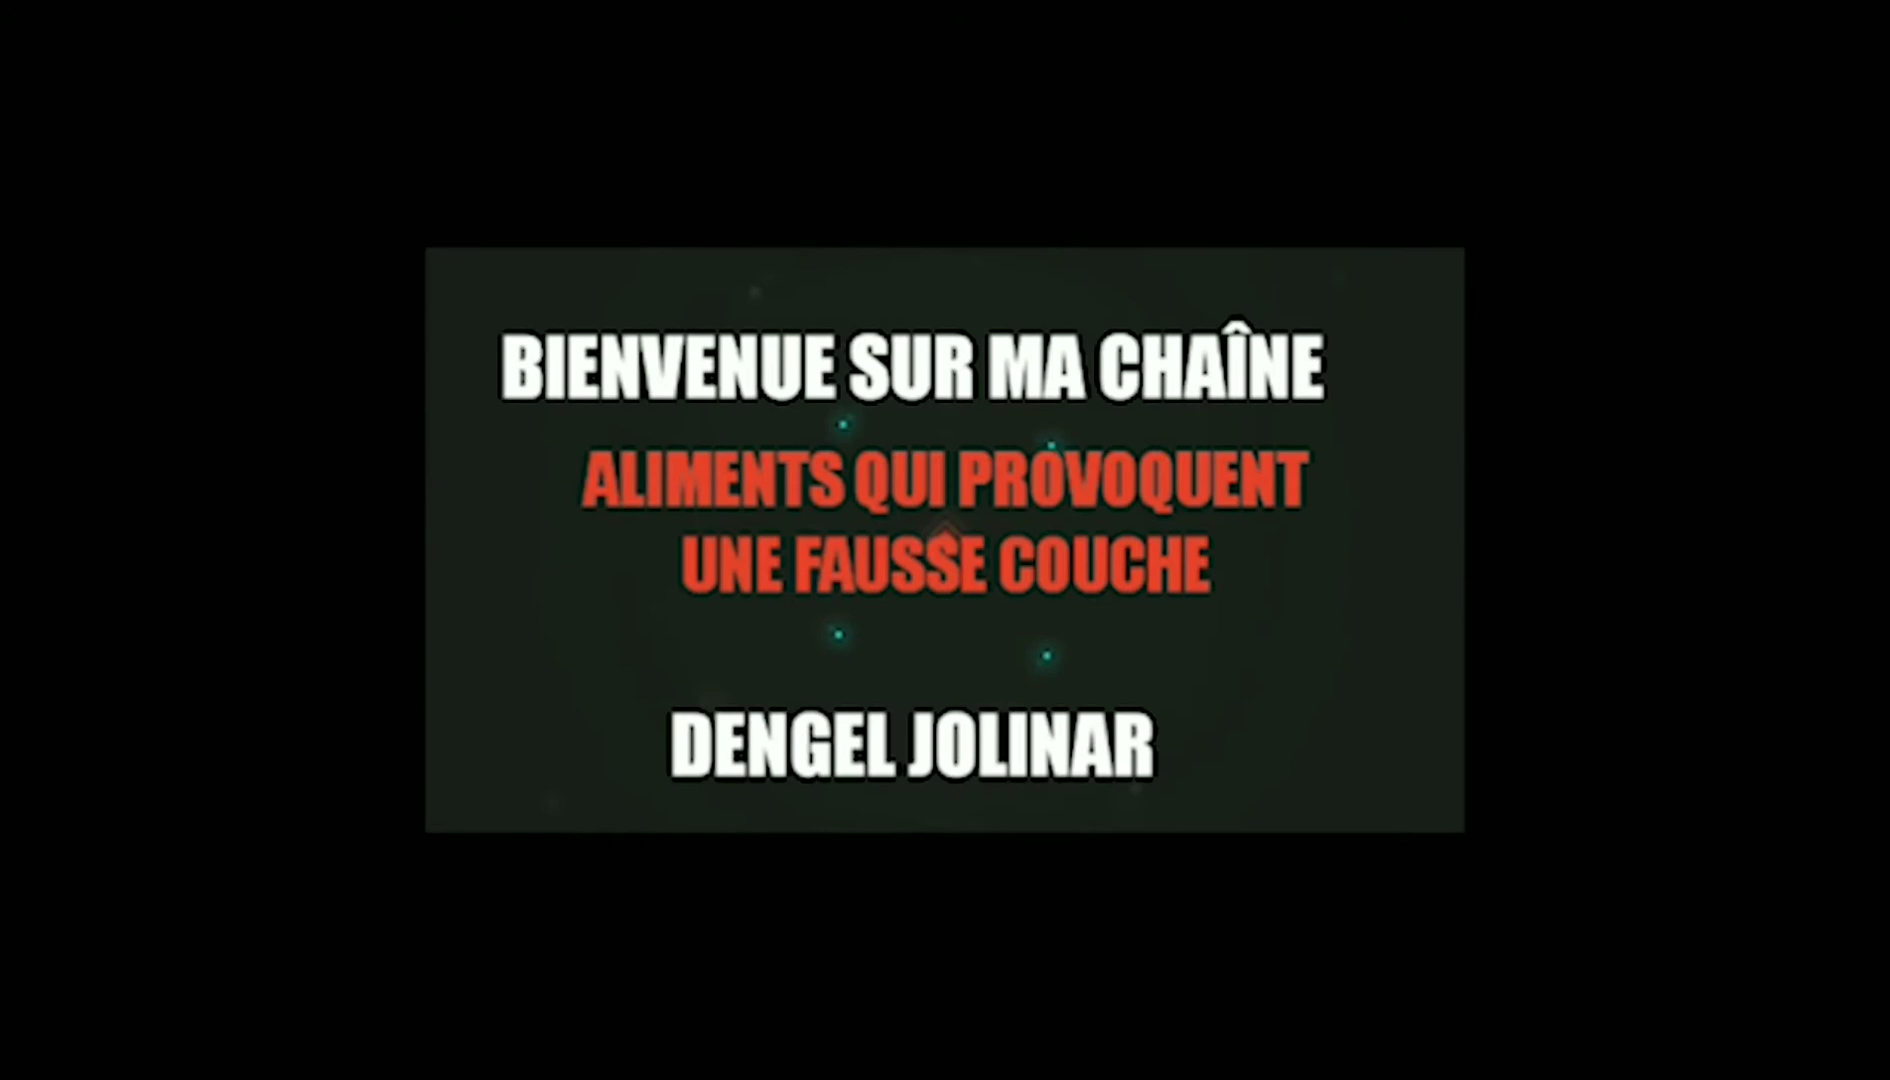 BIENVENUE SUR MA CHAÎNE
ALIMENTS QUI PROVOQUENT
UNE FAUSSE COUCHE
DENGEL JOLINAR